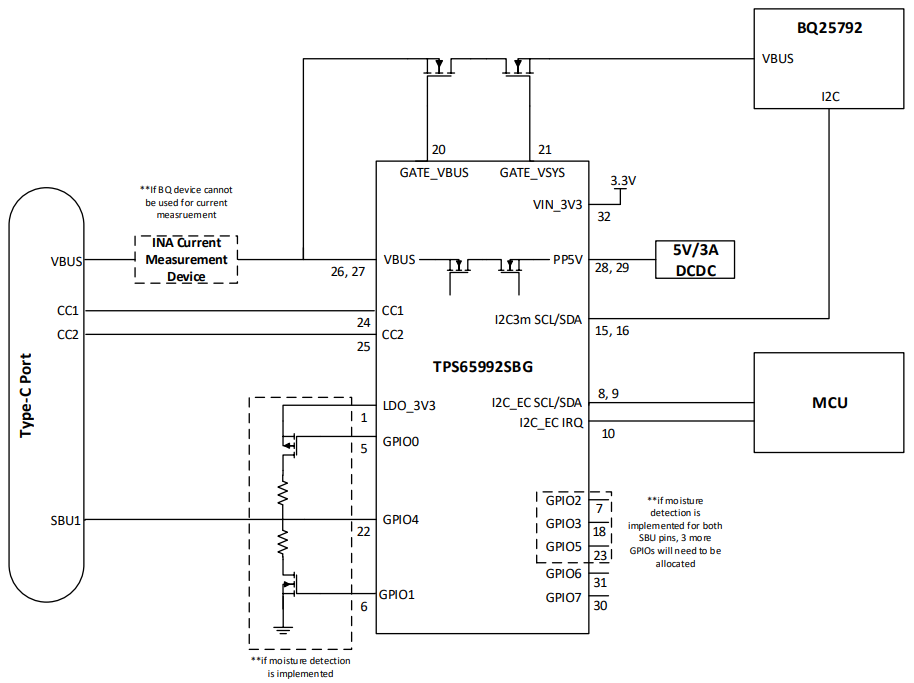 BQ25792
VBUS
I2C
20
21
GATE_VBUS
GATE_VSYS
3.3V
VIN_3V3
32
**If BQ device cannot
be used for current
measruement
INA Current
Measurement
Device
VBUS
26, 27
VBUS
PP5V
28, 29
5V/3A
DCDC
CC1
24
CC1
CC2
25
CC2
I2C3m SCL/SDA
15, 16
Type-C Port
TPS65992SBG
MCU
I2C_EC SCL/SDA
8, 9
I2C_EC IRQ
10
LDO_3V3
1
GPIO0
5
SBU1
GPIO4
22
GPIO1
6
GPIO2
7
GPIO3
18
GPIO5
23
GPIO6
31
GPIO7
30
**if moisture
detection is
implemented for both
SBU pins, 3 more
GPIOs will need to be
allocated
**if moisture detection
is implemented